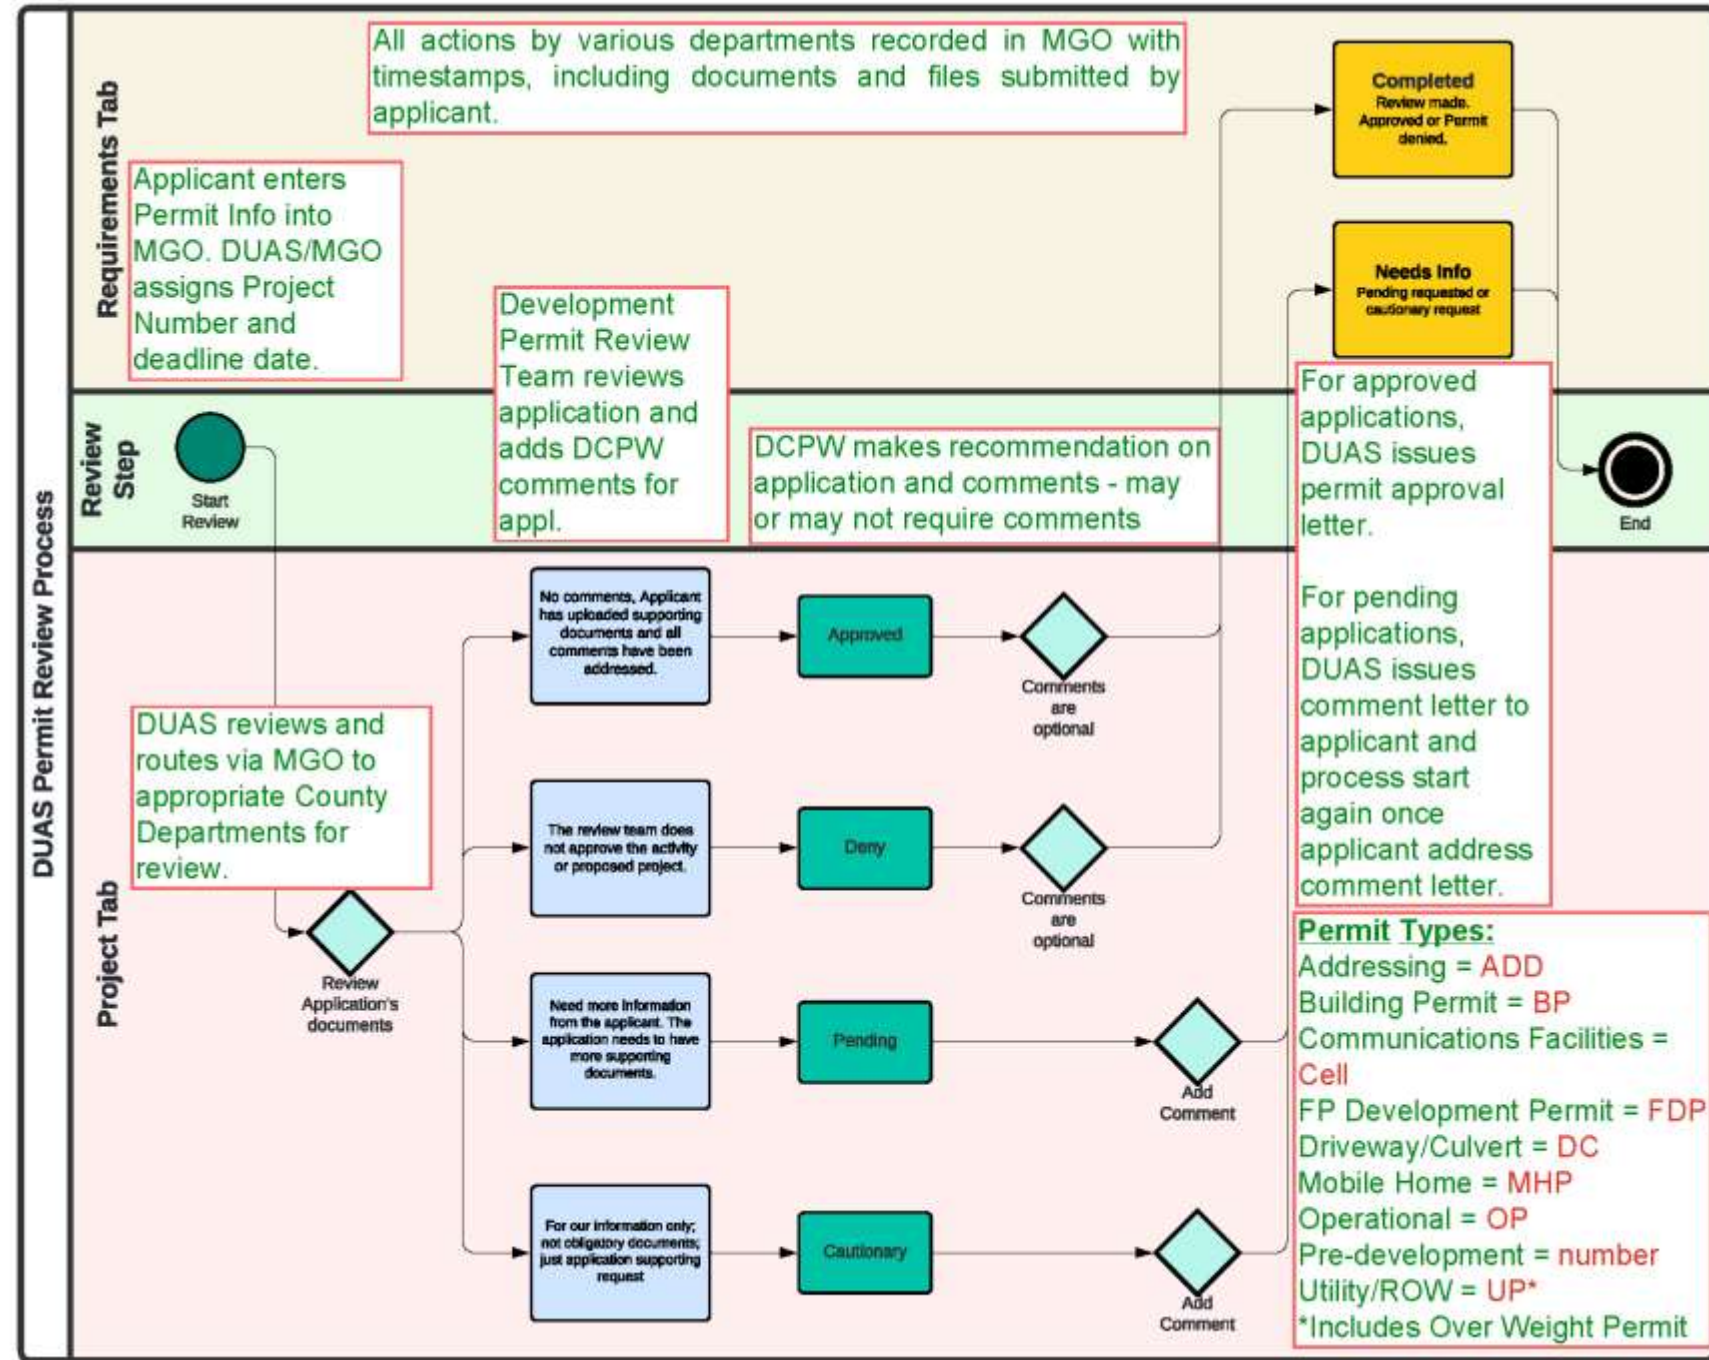 DUAS Permit Review Process
Requirements Tab
All actions by various departments recorded in MGO with
timestamps, including documents and files submitted by
applicant.
Applicant enters
Permit Info into
MGO. DUAS/MGO
assigns Project
Number and
deadline date.
Completed
Review made.
Approved or Permit
denied.
Needs Info
Pending requested or
cautionary request
Review
Step
Start
Review
Development
Permit Review
Team reviews
application and
adds DCPW
comments for
appl.
DCPW makes recommendation on
application and comments - may
or may not require comments
For approved
applications,
DUAS issues
permit approval
letter.
For pending
applications,
DUAS issues
comment letter to
applicant and
process start
again once
applicant address
comment letter.
End
Project Tab
DUAS reviews and
routes via MGO to
appropriate County
Departments for
review.
Review
Application's
documents
No comments, Applicant
has uploaded supporting
documents and all
comments have been
addressed.
Approved
Comments
are
optional
The review team does
not approve the activity
or proposed project.
Deny
Comments
are
optional
Need more information
from the applicant. The
application needs to have
more supporting
documents.
Pending
Add
Comment
For our information only;
not obligatory documents;
just application supporting
request
Cautionary
Add
Comment
Permit Types:
Addressing = ADD
Building Permit = BP
Communications Facilities =
Cell
FP Development Permit = FDP
Driveway/Culvert = DC
Mobile Home = MHP
Operational = OP
Pre-development = number
Utility/ROW = UP*
*Includes Over Weight Permit